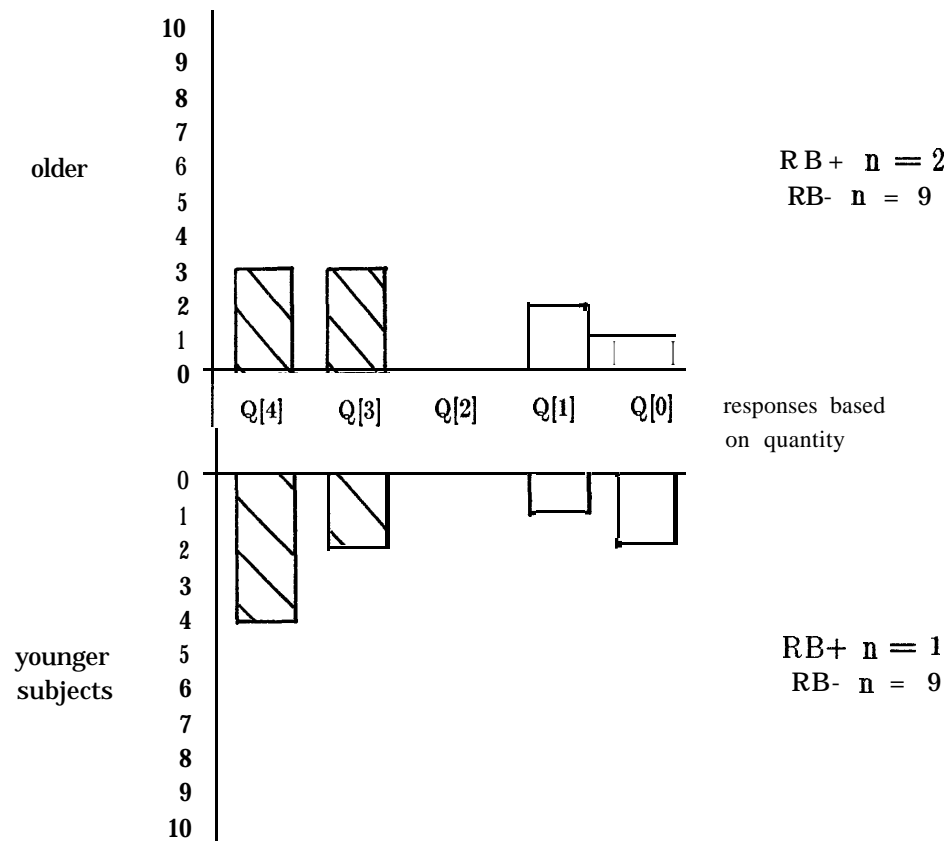 10
9
8
7
older
6
RB+ n = 2
RB- n = 9
5
4
3
2
1
0
Q[4] Q[3] Q[2] Q[1] Q[0]
responses based
on quantity
0
1
2
3
4
RB+ n = 1
RB- n = 9
younger
subjects
5
6
7
8
9
10